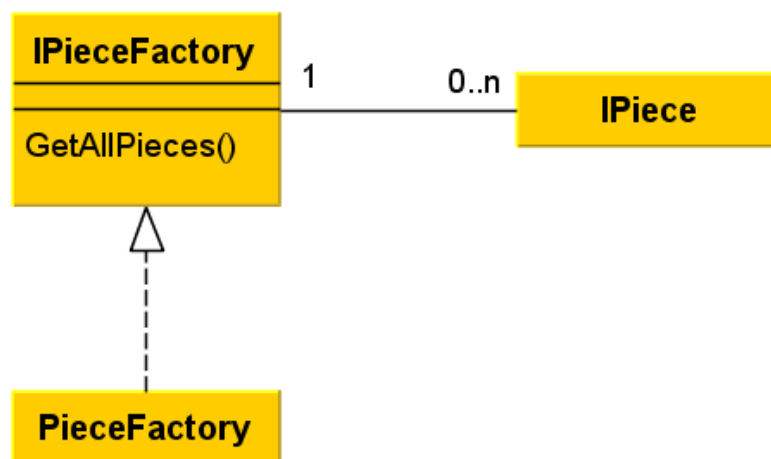 IPieceFactory
1
0..n
IPiece
GetAllPieces()
PieceFactory